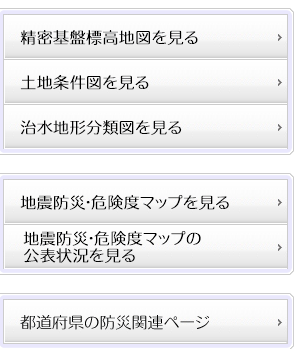 精密基盤標高地図を見る
土地条件図を見る
治水地形分類図を見る
地震防災・危険度マップを見る
地震防災・危険度マップの
公表状況を見る
都道府県の防災関連ページ